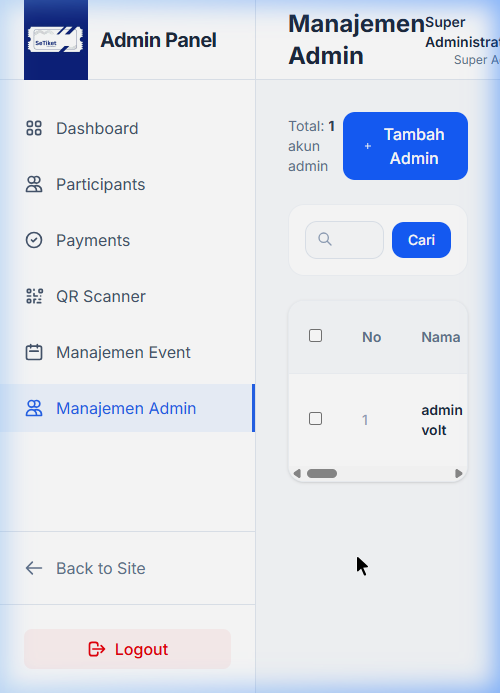 SeTiket
Admin Panel
Dashboard
Participants
Payments
QR Scanner
Manajemen Event
Manajemen Admin
Back to Site
Logout
Manajemen
Admin
Super
Administrat
Super A
Total: 1
akun
admin
+ Tambah
Admin
Cari
No Nama
1 admin
volt